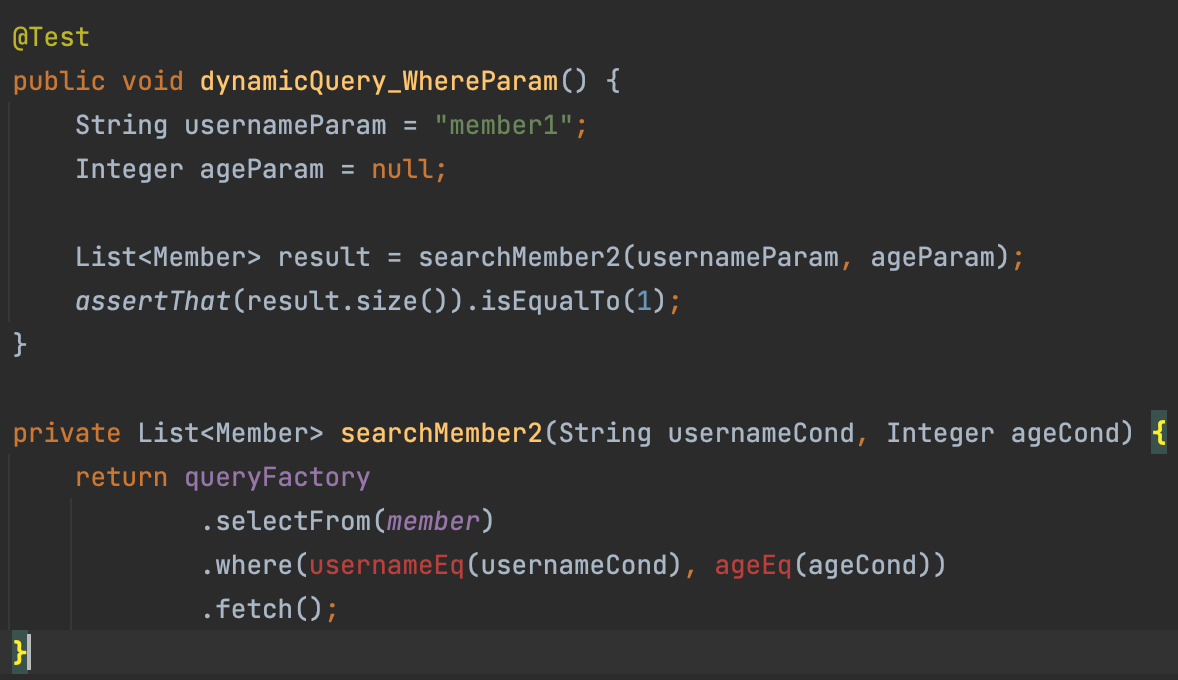 @Test
public void dynamicQuery_WhereParam() {
    String usernameParam = "member1";
    Integer ageParam = null;

    List<Member> result = searchMember2(usernameParam, ageParam);
    assertThat(result.size()).isEqualTo(1);
}

private List<Member> searchMember2(String usernameCond, Integer ageCond) {
    return queryFactory
            .selectFrom(member)
            .where(usernameEq(usernameCond), ageEq(ageCond))
            .fetch();
}